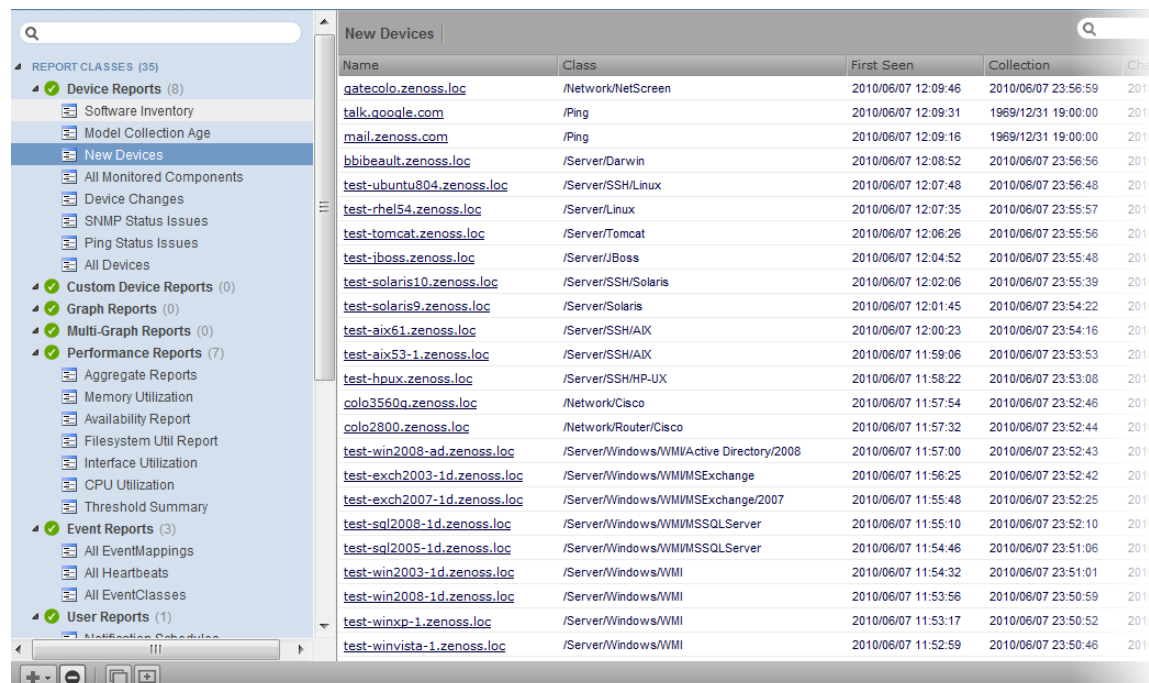 REPORT CLASSES (35)
Device Reports (8)
Software Inventory
Model Collection Age
New Devices
All Monitored Components
Device Changes
SNMP Status Issues
Ping Status Issues
All Devices
Custom Device Reports (0)
Graph Reports (0)
Multi-Graph Reports (0)
Performance Reports (7)
Aggregate Reports
Memory Utilization
Availability Report
Filesystem Util Report
Interface Utilization
CPU Utilization
Threshold Summary
Event Reports (3)
All EventMappings
All Heartbeats
All EventClasses
User Reports (1)
Notification Schedules
New Devices
Name Class First Seen Collection Cha
gatecolo.zenoss.loc /Network/NetScreen 2010/06/07 12:09:46 2010/06/07 23:56:59 201
talk.google.com /Ping 2010/06/07 12:09:31 1969/12/31 19:00:00 201
mail.zenoss.com /Ping 2010/06/07 12:09:16 1969/12/31 19:00:00 201
bbibeault.zenoss.loc /Server/Darwin 2010/06/07 12:08:52 2010/06/07 23:56:56 201
test-ubuntu804.zenoss.loc /Server/SSH/Linux 2010/06/07 12:07:48 2010/06/07 23:56:48 201
test-rhel54.zenoss.loc /Server/Linux 2010/06/07 12:07:35 2010/06/07 23:55:57 201
test-tomcat.zenoss.loc /Server/Tomcat 2010/06/07 12:06:26 2010/06/07 23:55:56 201
test-jboss.zenoss.loc /Server/JBoss 2010/06/07 12:04:52 2010/06/07 23:55:48 201
test-solaris10.zenoss.loc /Server/SSH/Solaris 2010/06/07 12:02:06 2010/06/07 23:55:39 201
test-solaris9.zenoss.loc /Server/Solaris 2010/06/07 12:01:45 2010/06/07 23:54:22 201
test-aix61.zenoss.loc /Server/SSH/AIX 2010/06/07 12:00:23 2010/06/07 23:54:16 201
test-aix53-1.zenoss.loc /Server/SSH/AIX 2010/06/07 11:59:06 2010/06/07 23:53:53 201
test-hpux.zenoss.loc /Server/SSH/HP-UX 2010/06/07 11:58:22 2010/06/07 23:53:08 201
colo3560g.zenoss.loc /Network/Cisco 2010/06/07 11:57:54 2010/06/07 23:52:46 201
colo2800.zenoss.loc /Network/Router/Cisco 2010/06/07 11:57:32 2010/06/07 23:52:44 201
test-win2008-ad.zenoss.loc /Server/Windows/WMI/Active Directory/2008 2010/06/07 11:57:00 2010/06/07 23:52:43 201
test-exch2003-1d.zenoss.loc /Server/Windows/WMI/MSExchange 2010/06/07 11:56:25 2010/06/07 23:52:42 201
test-exch2007-1d.zenoss.loc /Server/Windows/WMI/MSExchange/2007 2010/06/07 11:55:48 2010/06/07 23:52:25 201
test-sql2008-1d.zenoss.loc /Server/Windows/WMI/MSSQLServer 2010/06/07 11:55:10 2010/06/07 23:52:10 201
test-sql2005-1d.zenoss.loc /Server/Windows/WMI/MSSQLServer 2010/06/07 11:54:46 2010/06/07 23:51:06 201
test-win2003-1d.zenoss.loc /Server/Windows/WMI 2010/06/07 11:54:32 2010/06/07 23:51:01 201
test-win2008-1d.zenoss.loc /Server/Windows/WMI 2010/06/07 11:53:56 2010/06/07 23:50:59 201
test-winxp-1.zenoss.loc /Server/Windows/WMI 2010/06/07 11:53:17 2010/06/07 23:50:52 201
test-winvista-1.zenoss.loc /Server/Windows/WMI 2010/06/07 11:52:59 2010/06/07 23:50:46 201